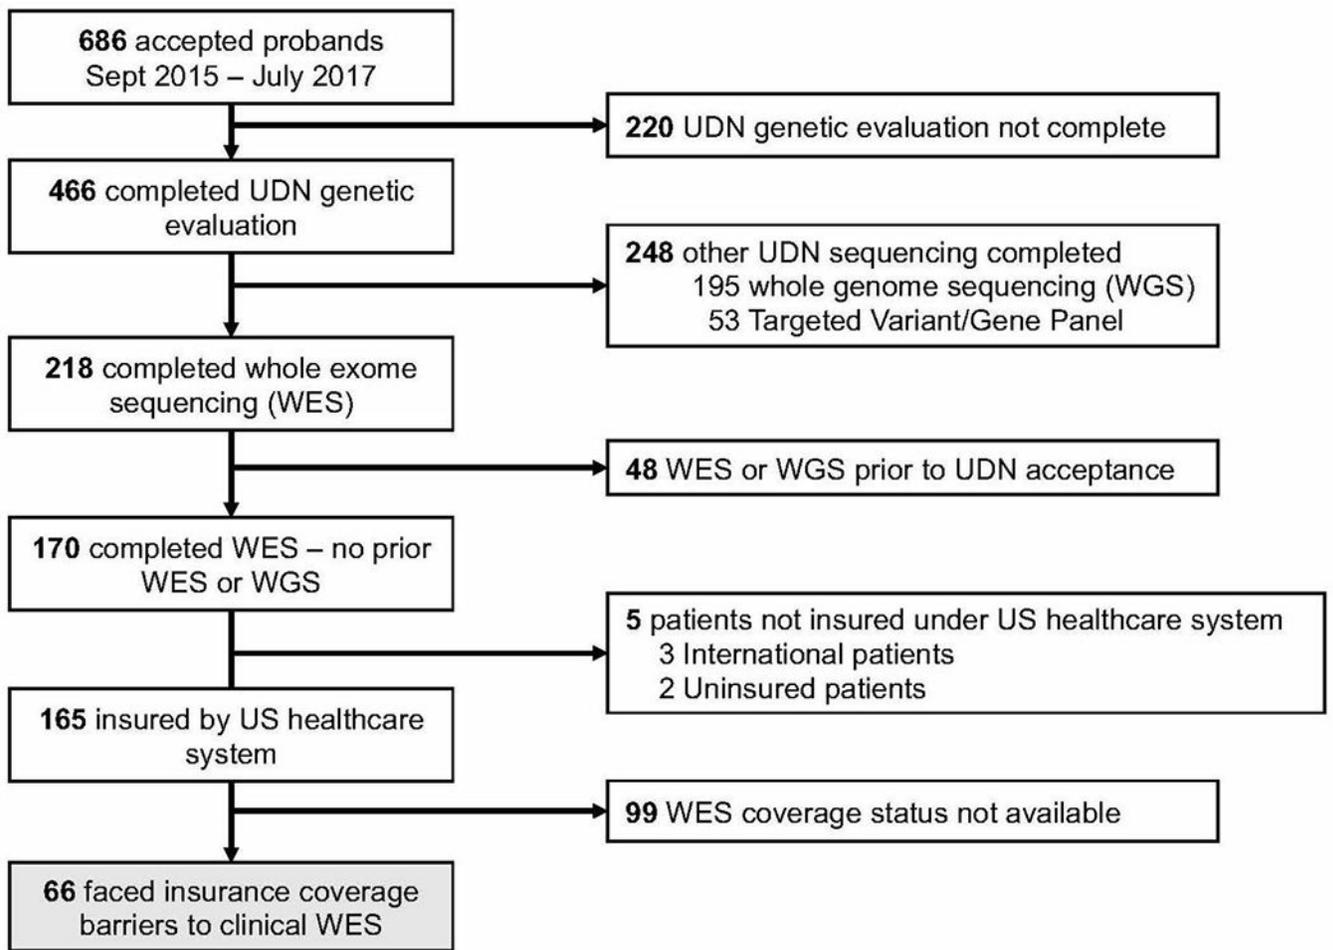 686 accepted probands
Sept 2015 – July 2017
220 UDN genetic evaluation not complete
466 completed UDN genetic
evaluation
248 other UDN sequencing completed
195 whole genome sequencing (WGS)
53 Targeted Variant/Gene Panel
218 completed whole exome
sequencing (WES)
48 WES or WGS prior to UDN acceptance
170 completed WES – no prior
WES or WGS
5 patients not insured under US healthcare system
3 International patients
2 Uninsured patients
165 insured by US healthcare
system
99 WES coverage status not available
66 faced insurance coverage
barriers to clinical WES